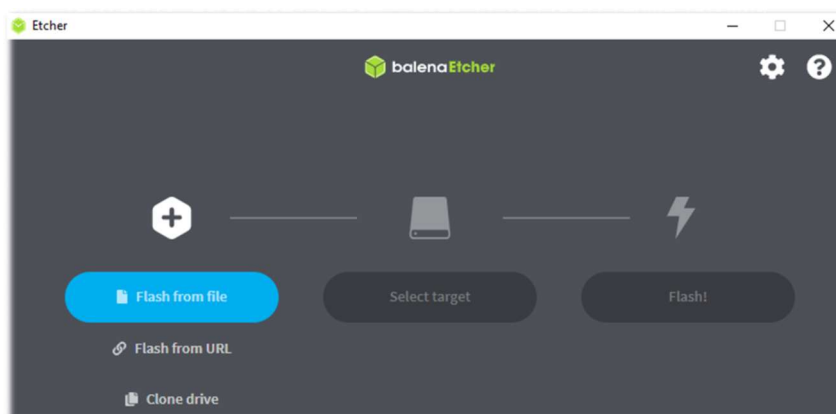 Etcher
balenaEtcher
Flash from file
Select target
Flash!
Flash from URL
Clone drive